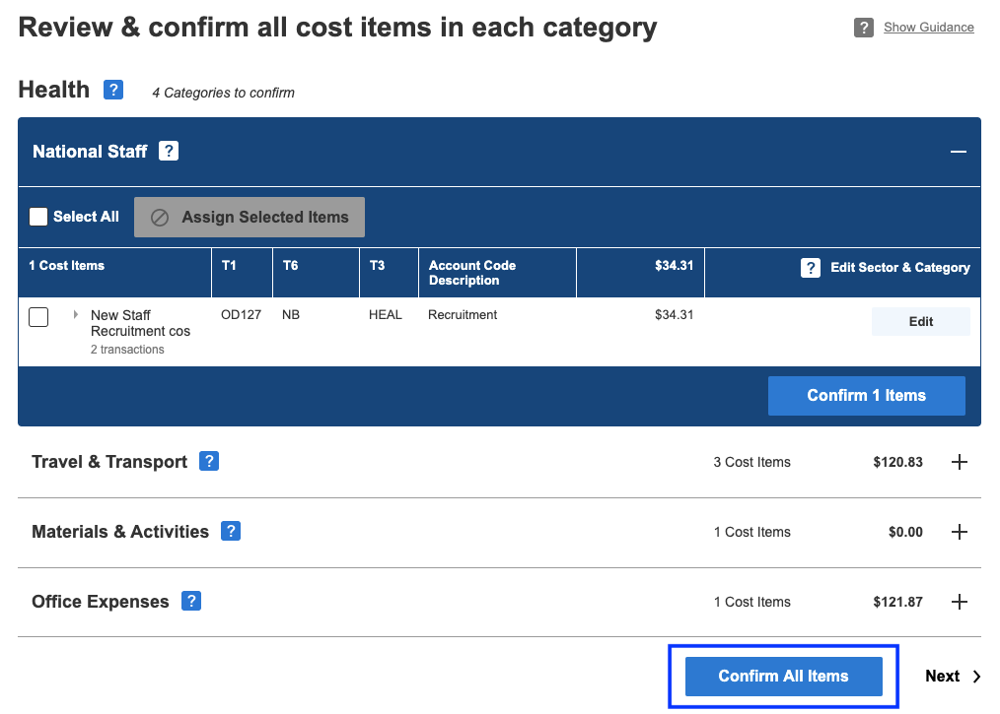 Review & confirm all cost items in each category
? Show Guidance
Health ? 4 Categories to confirm
National Staff ?
Select All Assign Selected Items
1 Cost Items T1 T6 T3 Account Code $34.31 ? Edit Sector & Category
Description
New Staff OD127 NB HEAL Recruitment $34.31 Edit
Recruitment cos
2 transactions
Confirm 1 Items
Travel & Transport ? 3 Cost Items $120.83
Materials & Activities ? 1 Cost Items $0.00
Office Expenses ? 1 Cost Items $121.87
Confirm All Items Next